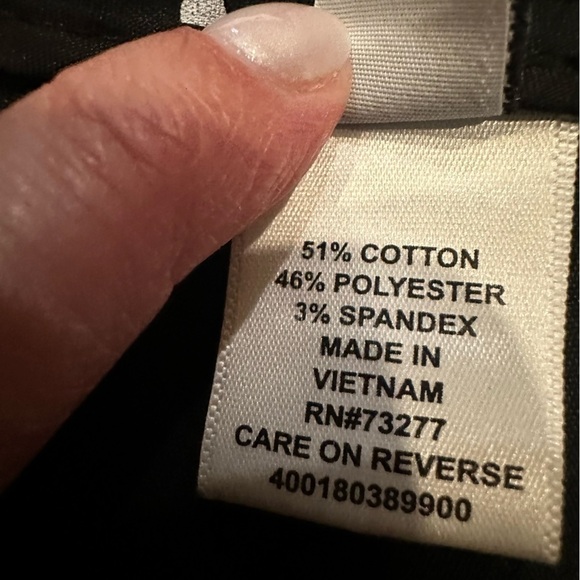 51% COTTON
46% POLYESTER
3% SPANDEX
MADE IN
VIETNAM
RN#73277
CARE ON REVERSE
400180389900